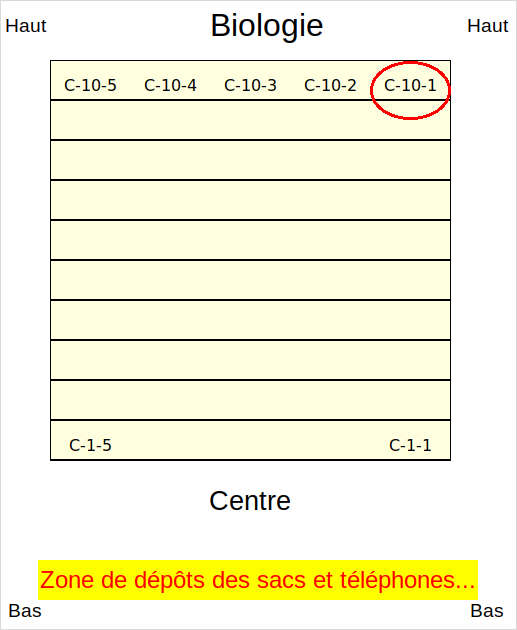 Biologie
Haut Haut
C-10-5 C-10-4 C-10-3 C-10-2 C-10-1
C-1-5 C-1-1
Centre
Zone de dépôts des sacs et téléphones...
Bas Bas